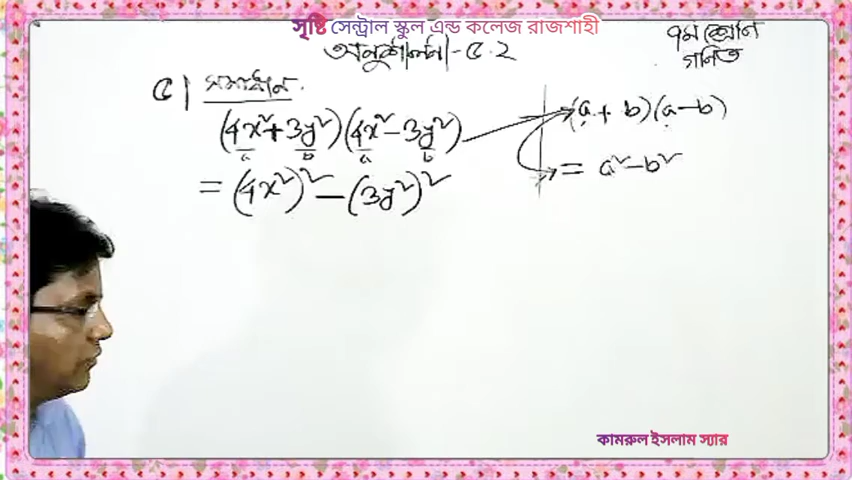 সৃষ্টি সেন্ট্রাল স্কুল এন্ড কলেজ রাজশাহী
অনুশীলনী-৫.২
৭ম শ্রেণি
গণিত
৫| সমাধান.
(4x²+3y²)(4x²-3y²)
a b a b
= (4x²)² - (3y²)²
(a + b)(a-b)
= a²-b²
কামরুল ইসলাম স্যার